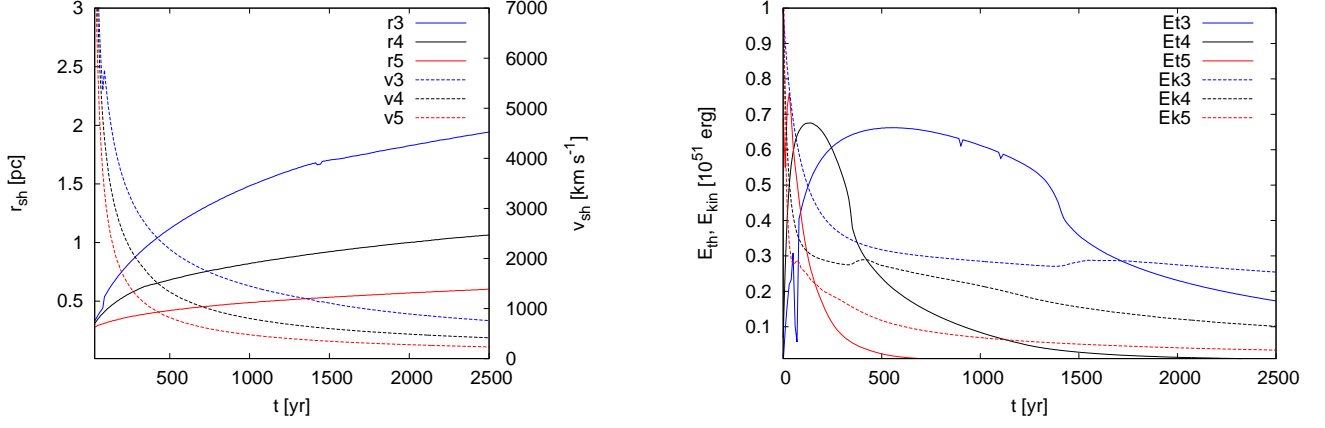 3
2.5
2
1.5
1
0.5
r_sh [pc]
500
1000
1500
2000
2500
t [yr]
7000
6000
5000
4000
3000
2000
1000
0
v_sh [km s^-1]
r3
r4
r5
v3
v4
v5
1
0.9
0.8
0.7
0.6
0.5
0.4
0.3
0.2
0.1
E_th, E_kin [10^51 erg]
0
500
1000
1500
2000
2500
t [yr]
Et3
Et4
Et5
Ek3
Ek4
Ek5